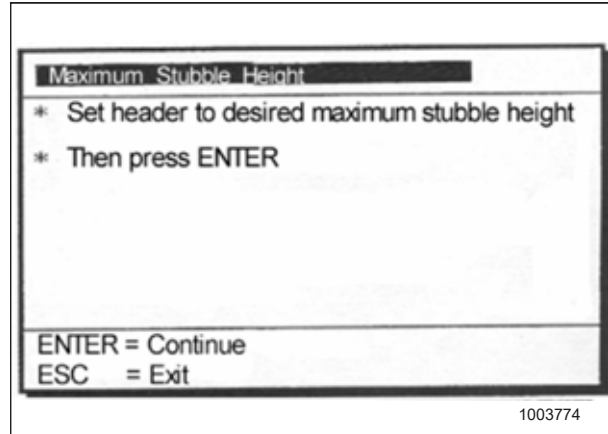 Maximum Stubble Height
* Set header to desired maximum stubble height
* Then press ENTER
ENTER = Continue
ESC = Exit
1003774